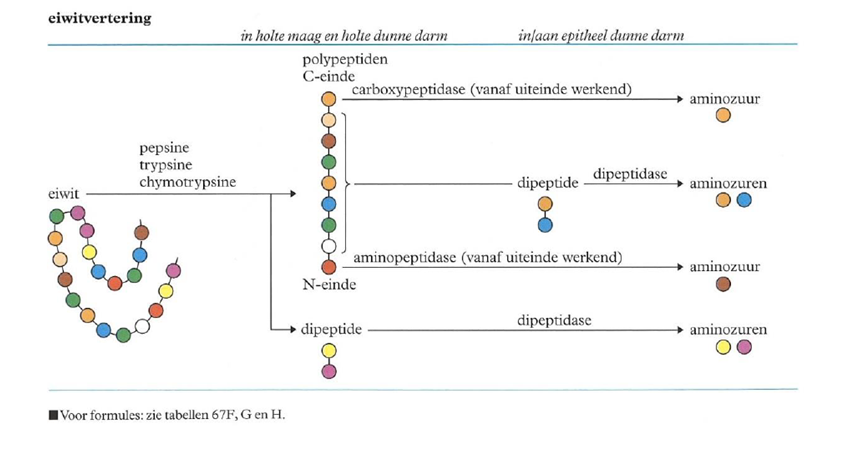 eiwitvertering
in holte maag en holte dunne darm
in/aan epitheel dunne darm
polypeptiden
C-einde
carboxypeptidase (vanaf uiteinde werkend)
aminozuur
pepsine
trypsine
chymotrypsine
eiwit
dipeptide
dipeptidase
aminozuren
aminopeptidase (vanaf uiteinde werkend)
aminozuur
N-einde
dipeptide
dipeptidase
aminozuren
■ Voor formules: zie tabellen 67F, G en H.